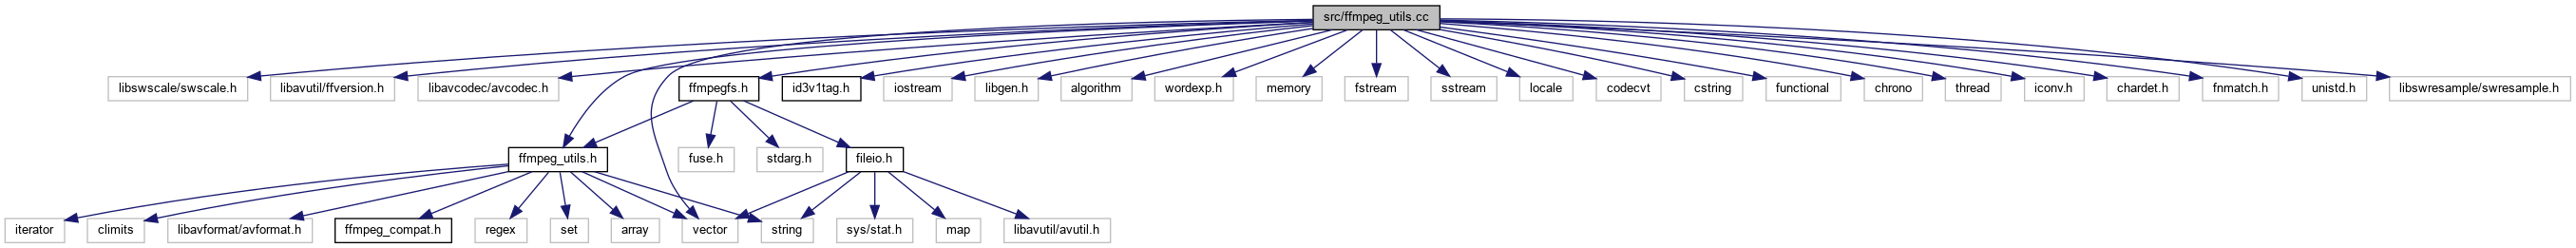 src/ffmpeg_utils.cc
libswscale/swscale.h
libavutil/ffversion.h
libavcodec/avcodec.h
ffmpegfs.h
id3v1tag.h
iostream
libgen.h
algorithm
wordexp.h
memory
fstream
sstream
locale
codecvt
cstring
functional
chrono
thread
iconv.h
chardet.h
fnmatch.h
unistd.h
libswresample/swresample.h
ffmpeg_utils.h
fuse.h
stdarg.h
fileio.h
iterator
climits
libavformat/avformat.h
ffmpeg_compat.h
regex
set
array
vector
string
sys/stat.h
map
libavutil/avutil.h